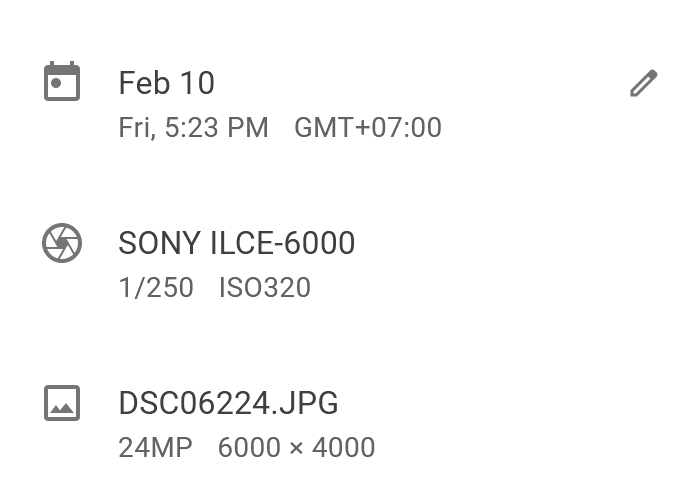 Feb 10
Fri, 5:23 PM GMT+07:00
SONY ILCE-6000
1/250 ISO320
DSC06224.JPG
24MP 6000 × 4000